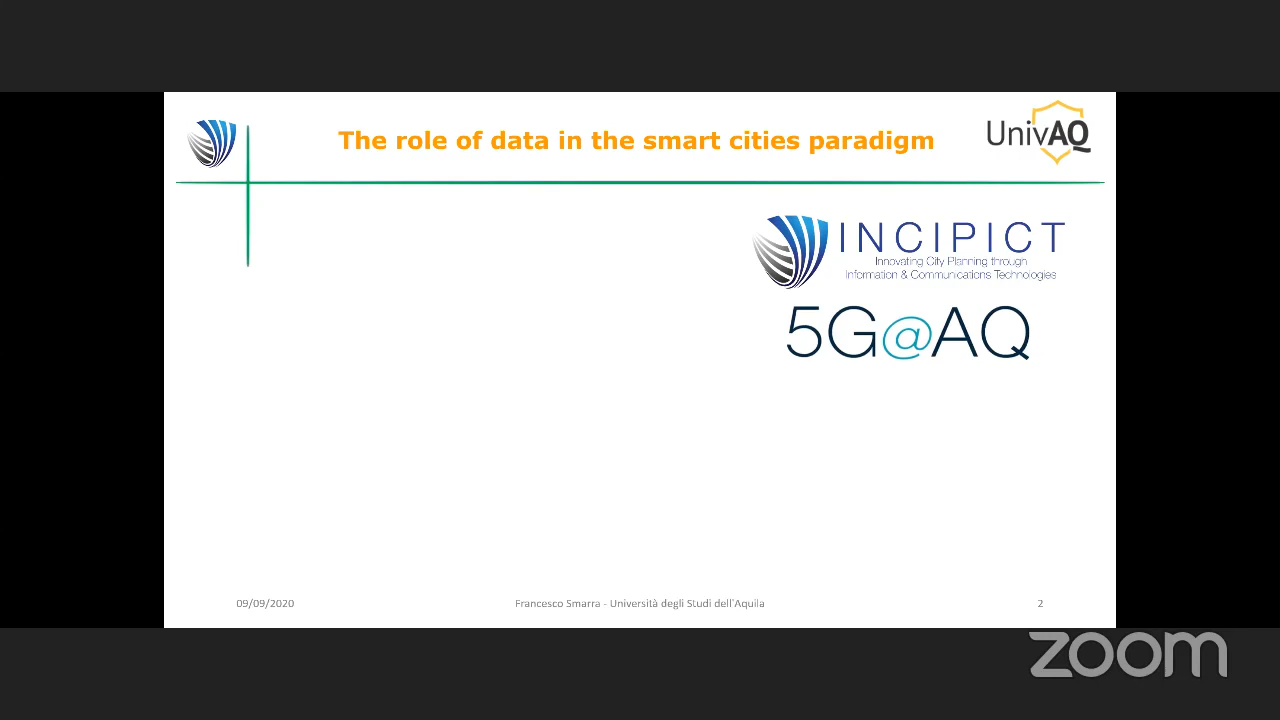 The role of data in the smart cities paradigm
UnivAQ
INCIPICT
Innovating City Planning through
Information & Communications Technologies
5G@AQ
09/09/2020
Francesco Smarra - Università degli Studi dell'Aquila
2
zoom